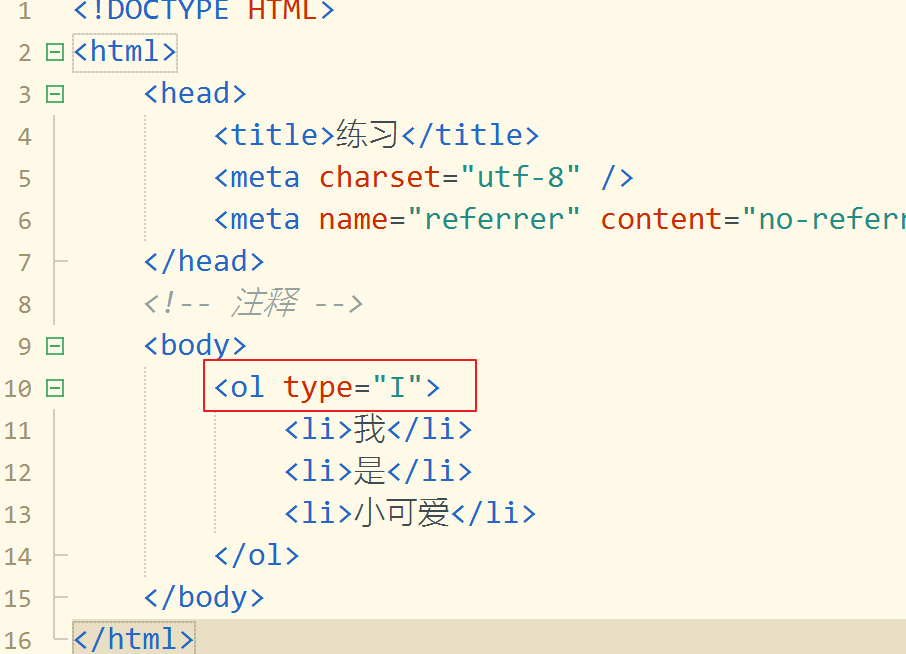 1 <!DOCTYPE HTML>
2 <html>
3 <head>
4 <title>练习</title>
5 <meta charset="utf-8" />
6 <meta name="referrer" content="no-referr
7 </head>
8 <!-- 注释 -->
9 <body>
10 <ol type="I">
11 <li>我</li>
12 <li>是</li>
13 <li>小可爱</li>
14 </ol>
15 </body>
16 </html>